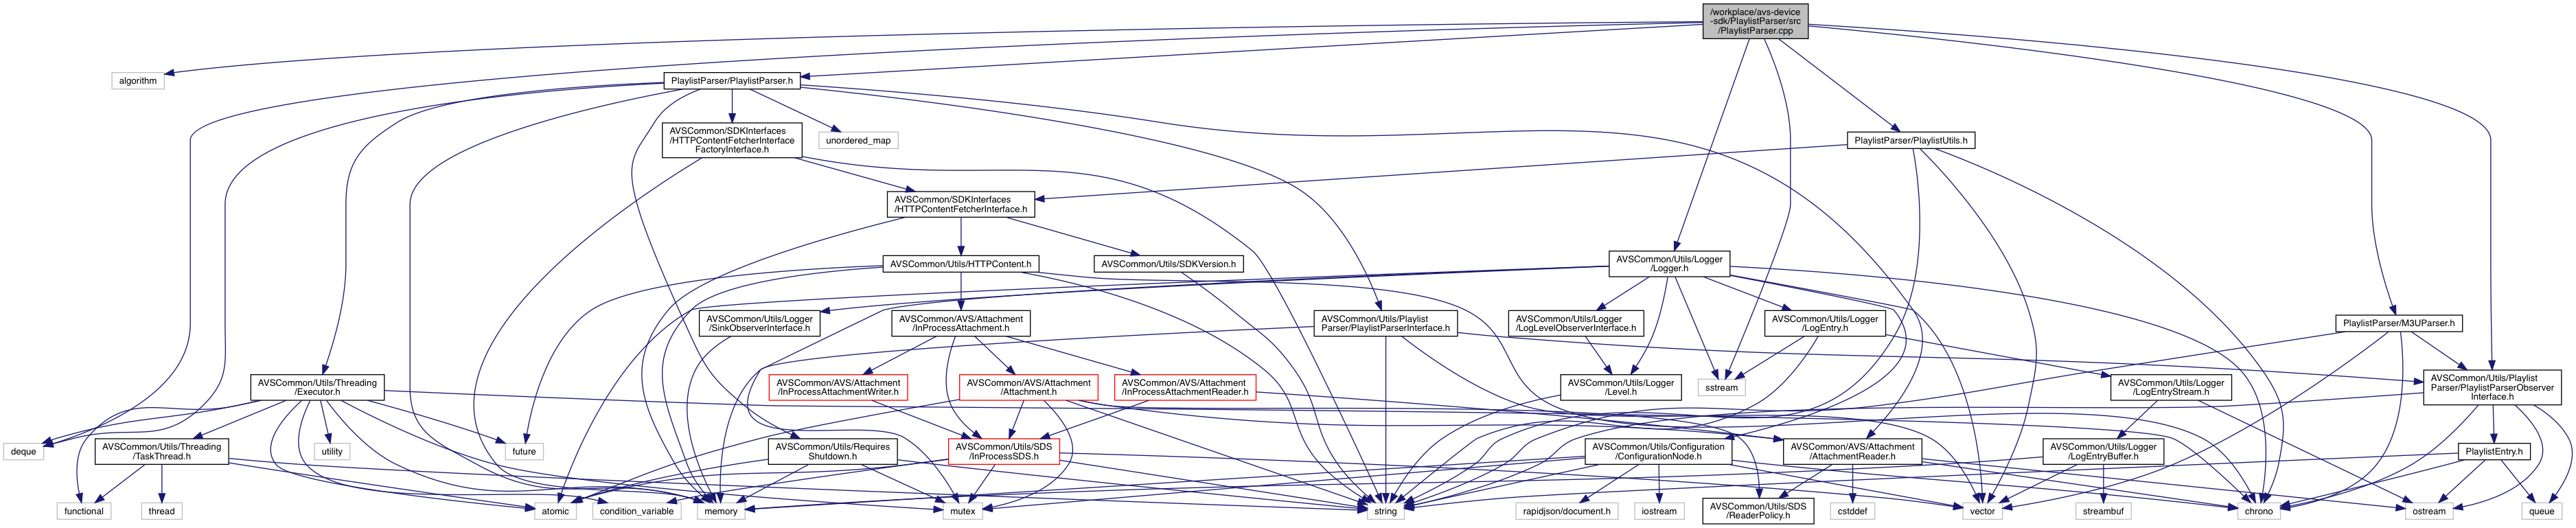 /workplace/avs-device
-sdk/PlaylistParser/src
/PlaylistParser.cpp
algorithm
PlaylistParser/PlaylistParser.h
AVSCommon/SDKInterfaces
/HTTPContentFetcherInterface
FactoryInterface.h
unordered_map
PlaylistParser/PlaylistUtils.h
AVSCommon/SDKInterfaces
/HTTPContentFetcherInterface.h
AVSCommon/Utils/HTTPContent.h
AVSCommon/Utils/SDKVersion.h
AVSCommon/Utils/Logger
/Logger.h
AVSCommon/Utils/Logger
/SinkObserverInterface.h
AVSCommon/AVS/Attachment
/InProcessAttachment.h
AVSCommon/Utils/Playlist
Parser/PlaylistParserInterface.h
AVSCommon/Utils/Logger
/LogLevelObserverInterface.h
AVSCommon/Utils/Logger
/LogEntry.h
PlaylistParser/M3UParser.h
AVSCommon/Utils/Threading
/Executor.h
AVSCommon/AVS/Attachment
/InProcessAttachmentWriter.h
AVSCommon/AVS/Attachment
/Attachment.h
AVSCommon/AVS/Attachment
/InProcessAttachmentReader.h
AVSCommon/Utils/Logger
/Level.h
sstream
AVSCommon/Utils/Logger
/LogEntryStream.h
AVSCommon/Utils/Playlist
Parser/PlaylistParserObserver
Interface.h
deque
AVSCommon/Utils/Threading
/TaskThread.h
utility
future
AVSCommon/Utils/Requires
Shutdown.h
AVSCommon/Utils/SDS
/InProcessSDS.h
AVSCommon/Utils/Configuration
/ConfigurationNode.h
AVSCommon/AVS/Attachment
/AttachmentReader.h
AVSCommon/Utils/Logger
/LogEntryBuffer.h
PlaylistEntry.h
functional
thread
atomic
condition_variable
memory
mutex
string
rapidjson/document.h
iostream
AVSCommon/Utils/SDS
/ReaderPolicy.h
cstddef
vector
streambuf
chrono
ostream
queue